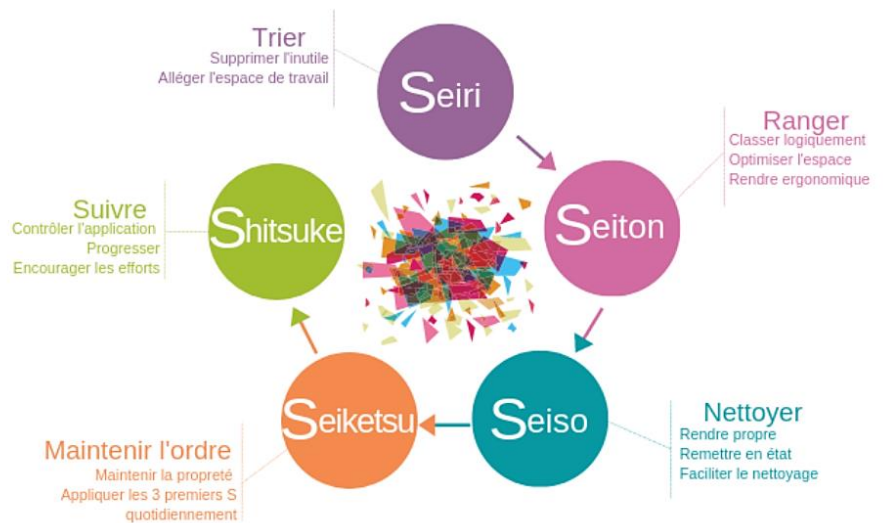 Trier
Supprimer l'inutile
Alléger l'espace de travail
Seiri
Ranger
Classer logiquement
Optimiser l'espace
Rendre ergonomique
Seiton
Nettoyer
Rendre propre
Remettre en état
Faciliter le nettoyage
Seiso
Maintenir l'ordre
Maintenir la propreté
Appliquer les 3 premiers S
quotidiennement
Seiketsu
Suivre
Contrôler l'application
Progresser
Encourager les efforts
Shitsuke